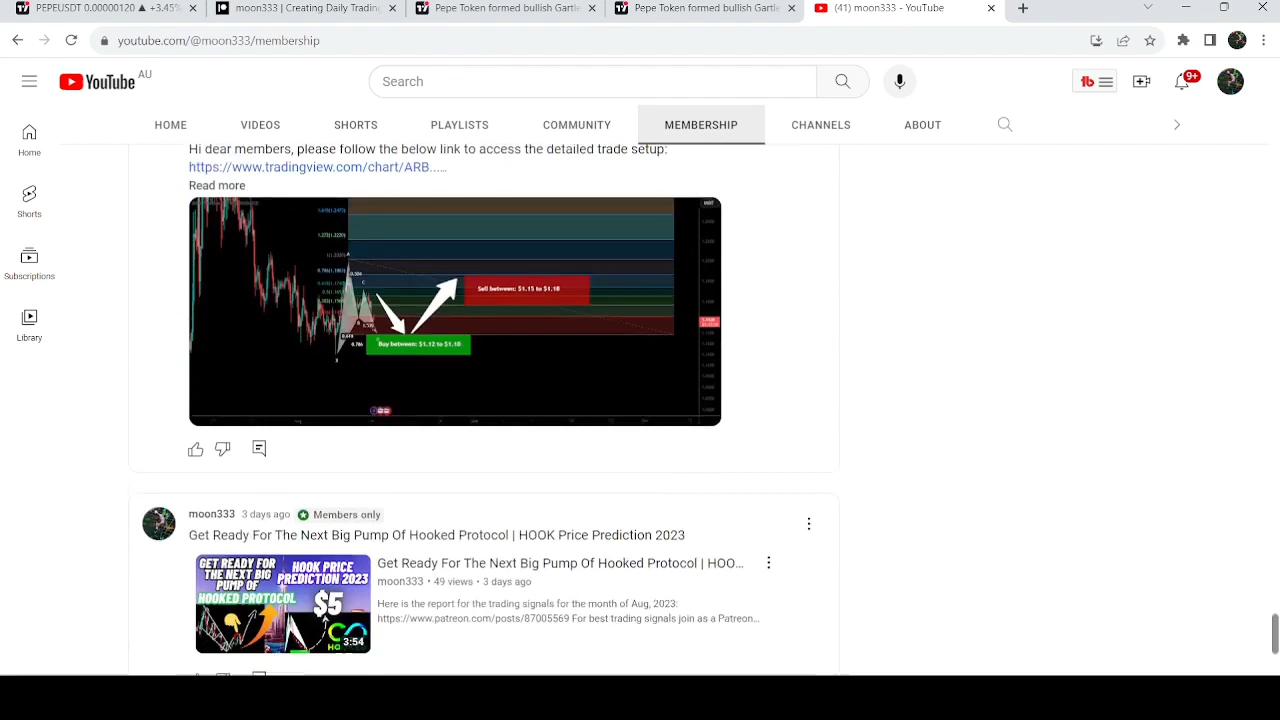 PEPEUSDT 0.00000120 ▲ +3.45%
moon333 | Creating Daily Trading
Pepe Token formed bullish Gartle
Pepe Token formed bullish Gartl
(41) moon333 - YouTube
youtube.com/@moon333/membership
YouTube AU
Search
9+
HOME VIDEOS SHORTS PLAYLISTS COMMUNITY MEMBERSHIP CHANNELS ABOUT
Home
Shorts
Subscriptions
Library
Hi dear members, please follow the below link to access the detailed trade setup:
https://www.tradingview.com/chart/ARB...…
Read more
Sell between: $1.15 to $1.18
Buy between: $1.12 to $1.10
moon333 3 days ago Members only
Get Ready For The Next Big Pump Of Hooked Protocol | HOOK Price Prediction 2023
GET READY FOR
THE NEXT BIG
PUMP OF
HOOKED PROTOCOL
HOOK PRICE
PREDICTION 2023
$5
3:54
Get Ready For The Next Big Pump Of Hooked Protocol | HOO...
moon333 • 49 views • 3 days ago
Here is the report for the trading signals for the month of Aug, 2023:
https://www.patreon.com/posts/87005569 For best trading signals join as a Patreon...